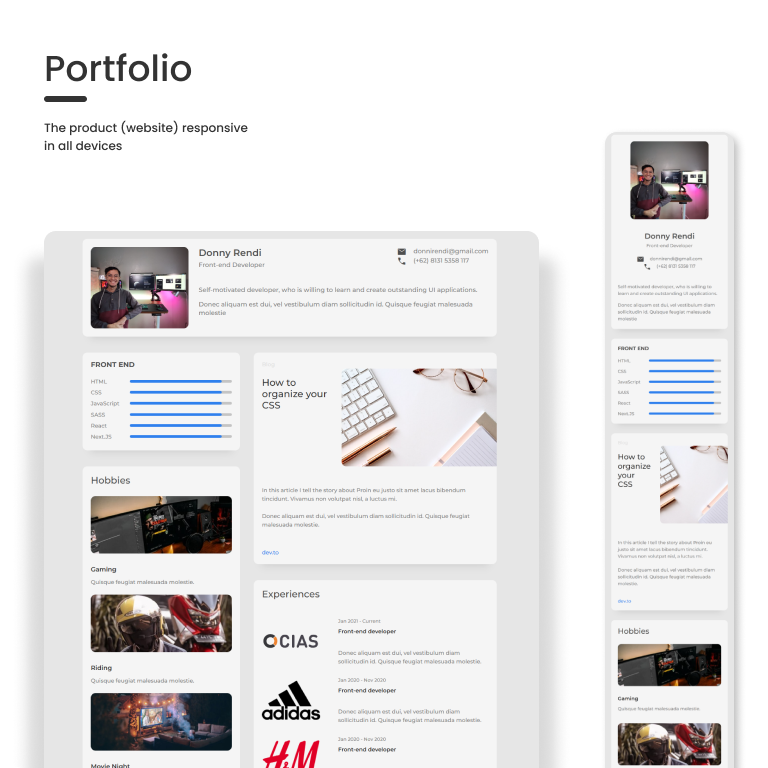 Portfolio
The product (website) responsive
in all devices
Donny Rendi
Front-end Developer
donnirendi@gmail.com
(+62) 8131 5358 117
Self-motivated developer, who is willing to learn and create outstanding UI applications.
Donec aliquam est dui, vel vestibulum diam sollicitudin id. Quisque feugiat malesuada
molestie
FRONT END
HTML
CSS
JavaScript
SASS
React
Next.JS
Hobbies
Gaming
Quisque feugiat malesuada molestie.
Riding
Quisque feugiat malesuada molestie.
Movie Night
Blog
How to
organize your
CSS
In this article I tell the story about Proin eu justo sit amet lacus bibendum
tincidunt. Vivamus non volutpat nisl, a luctus mi.
Donec aliquam est dui, vel vestibulum diam sollicitudin id. Quisque feugiat
malesuada molestie.
dev.to
Experiences
CIAS
Jan 2021 - Current
Front-end developer
Donec aliquam est dui, vel vestibulum diam
sollicitudin id. Quisque feugiat malesuada molestie.
adidas
Jan 2020 - Nov 2020
Front-end developer
Donec aliquam est dui, vel vestibulum diam
sollicitudin id. Quisque feugiat malesuada molestie.
H&M
Jan 2020 - Nov 2020
Front-end developer
Donny Rendi
Front-end Developer
donnirendi@gmail.com
(+62) 8131 5358 117
Self-motivated developer, who is willing to
learn and create outstanding UI applications.
Donec aliquam est dui, vel vestibulum diam
sollicitudin id. Quisque feugiat malesuada
molestie
FRONT END
HTML
CSS
JavaScript
SASS
React
Next.JS
Blog
How to
organize
your
CSS
In this article I tell the story about Proin eu
justo sit amet lacus bibendum tincidunt.
Vivamus non volutpat nisl, a luctus mi.
Donec aliquam est dui, vel vestibulum diam
sollicitudin id. Quisque feugiat malesuada
molestie.
dev.to
Hobbies
Gaming
Quisque feugiat malesuada molestie.